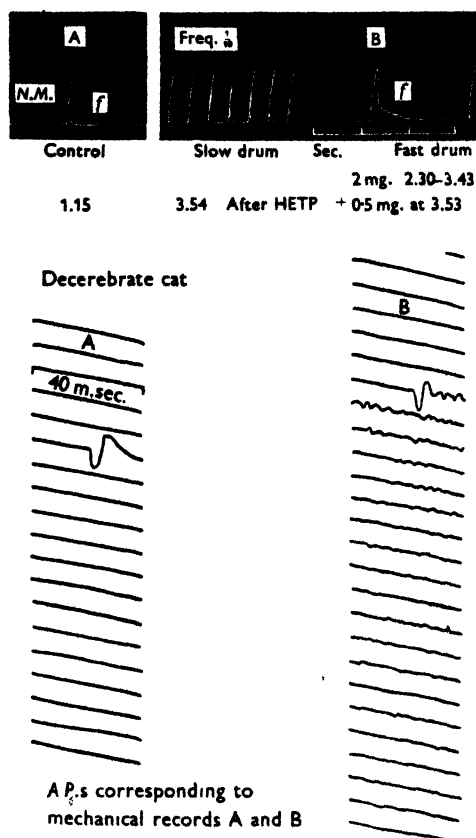 A
Freq. 1/10 B
N.M. f
f
Control Slow drum Sec. Fast drum
2 mg. 2.30–3.43
1.15 3.54 After HETP + 0·5 mg. at 3.53
Decerebrate cat
A
B
40 m.sec.
A P.s corresponding to
mechanical records A and B